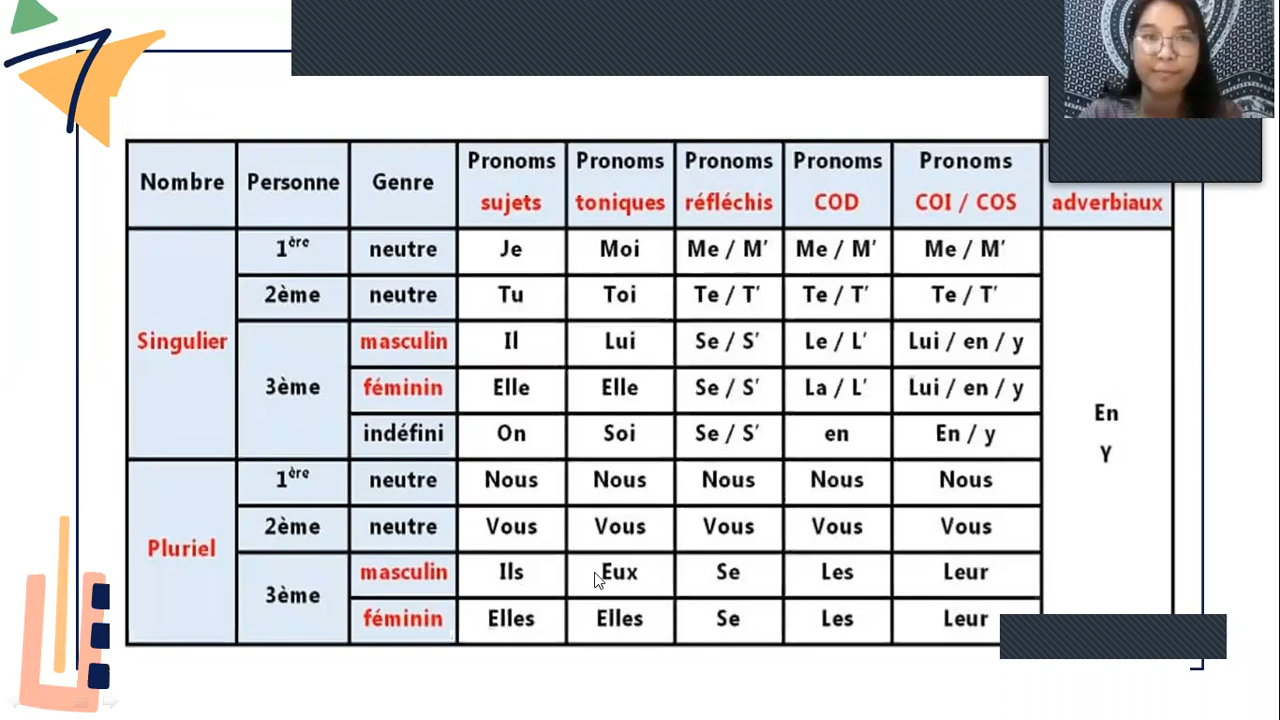 Nombre Personne Genre Pronoms sujets Pronoms toniques Pronoms réfléchis Pronoms COD Pronoms COI / COS adverbiaux
Singulier 1ère neutre Je Moi Me / M' Me / M' Me / M'
2ème neutre Tu Toi Te / T' Te / T' Te / T'
3ème masculin Il Lui Se / S' Le / L' Lui / en / y
féminin Elle Elle Se / S' La / L' Lui / en / y
indéfini On Soi Se / S' en En / y
En
Y
Pluriel 1ère neutre Nous Nous Nous Nous Nous
2ème neutre Vous Vous Vous Vous Vous
3ème masculin Ils Eux Se Les Leur
féminin Elles Elles Se Les Leur